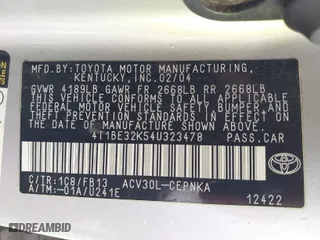 MFD.BY:TOYOTA MOTOR MANUFACTURING,
KENTUCKY,INC.02/04
GVWR 4189LB GAWR FR 2668LB RR 2668LB
THIS VEHICLE CONFORMS TO ALL APPLICABLE
FEDERAL MOTOR VEHICLE SAFETY, BUMPER AND
THEFT PREVENTION STANDARDS IN EFFECT ON
THE DATE OF MANUFACTURE SHOWN ABOVE.
4T1BE32K54U323478 PASS.CAR
C/TR:1C8/FB13 ACV30L-CEPNKA
A/TM:-01A/U241E
TOYOTA
12422